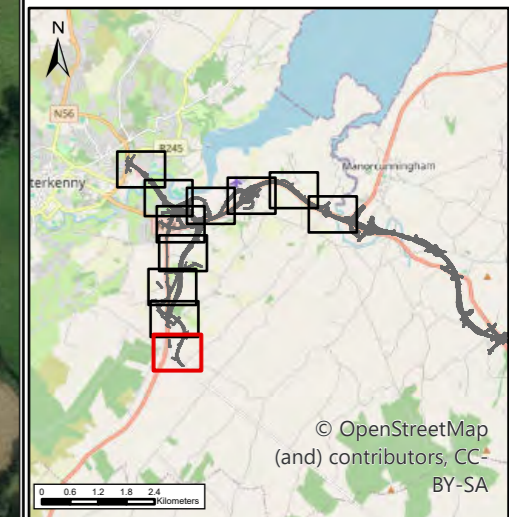 N
N56
R245
terkenny
Manorcunningham
© OpenStreetMap
(and) contributors, CC-
BY-SA
0 0.6 1.2 1.8 2.4
Kilometers